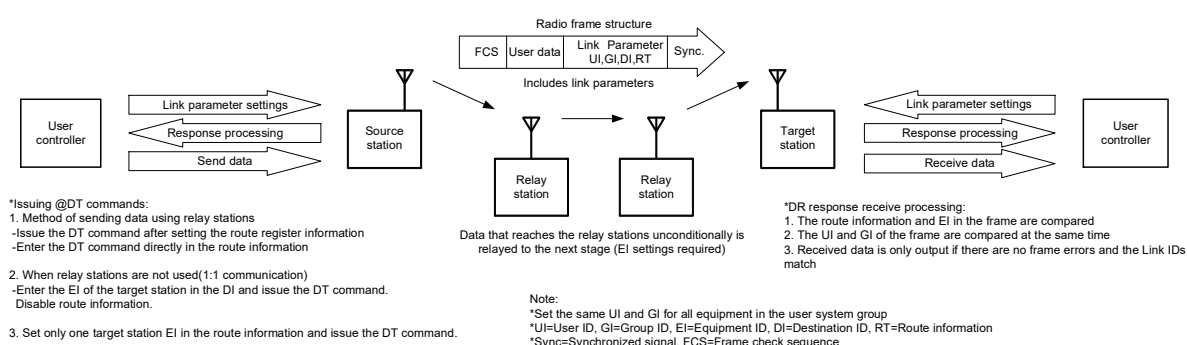 Radio frame structure
FCS
User data
Link Parameter
UI,GI,DI,RT
Sync.
Includes link parameters
User
controller
Link parameter settings
Response processing
Send data
Source
station
Relay
station
Relay
station
Target
station
Link parameter settings
Response processing
Receive data
User
controller
*Issuing @DT commands:
1. Method of sending data using relay stations
-Issue the DT command after setting the route register information
-Enter the DT command directly in the route information
2. When relay stations are not used(1:1 communication)
-Enter the EI of the target station in the DI and issue the DT command.
Disable route information.
3. Set only one target station EI in the route information and issue the DT command.
Data that reaches the relay stations unconditionally is
relayed to the next stage (EI settings required)
*DR response receive processing:
1. The route information and EI in the frame are compared
2. The UI and GI of the frame are compared at the same time
3. Received data is only output if there are no frame errors and the Link IDs
match
Note:
*Set the same UI and GI for all equipment in the user system group
*UI=User ID, GI=Group ID, EI=Equipment ID, DI=Destination ID, RT=Route information
*Sync=Synchronized signal, FCS=Frame check sequence